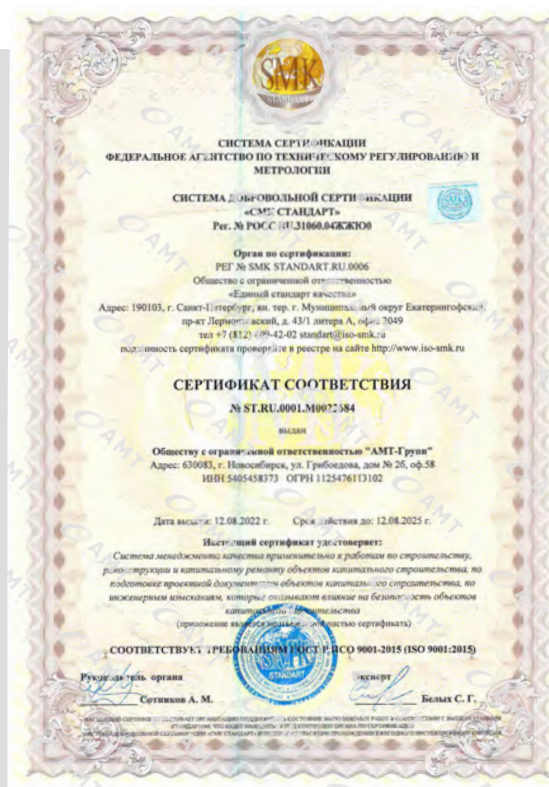 SMK
STANDART
СИСТЕМА СЕРТИФИКАЦИИ
ФЕДЕРАЛЬНОЕ АГЕНТСТВО ПО ТЕХНИЧЕСКОМУ РЕГУЛИРОВАНИЮ И
МЕТРОЛОГИИ
СИСТЕМА ДОБРОВОЛЬНОЙ СЕРТИФИКАЦИИ
«СМК СТАНДАРТ»
Рег. № РОСС RU.31060.04ЖЖЮ0
Орган по сертификации:
РЕГ № SMK STANDART.RU.0006
Общество с ограниченной ответственностью
«Единый стандарт качества»
Адрес: 190103, г. Санкт-Петербург, вн. тер. г. Муниципальный округ Екатерингофский,
пр-кт Лермонтовский, д. 43/1 литера А, офис 2049
тел +7 (812) 409-42-02 standart@iso-smk.ru
подлинность сертификата проверяйте в реестре на сайте http://www.iso-smk.ru
СЕРТИФИКАТ СООТВЕТСТВИЯ
№ ST.RU.0001.M0022684
выдан
Обществу с ограниченной ответственностью "АМТ-Групп"
Адрес: 630083, г. Новосибирск, ул. Грибоедова, дом № 2б, оф.58
ИНН 5405458373 ОГРН 1125476113102
Дата выдачи: 12.08.2022 г. Срок действия до: 12.08.2025 г.
Настоящий сертификат удостоверяет:
Система менеджмента качества применительно к работам по строительству,
реконструкции и капитальному ремонту объектов капитального строительства, по
подготовке проектной документации объектов капитального строительства, по
инженерным изысканиям, которые оказывают влияние на безопасность объектов
капитального строительства
(приложение является неотъемлемой частью сертификата)
СООТВЕТСТВУЕТ ТРЕБОВАНИЯМ ГОСТ Р ИСО 9001-2015 (ISO 9001:2015)
Руководитель органа эксперт
Сотников А. М. Белых С. Г.
SMK
STANDART
АМТ